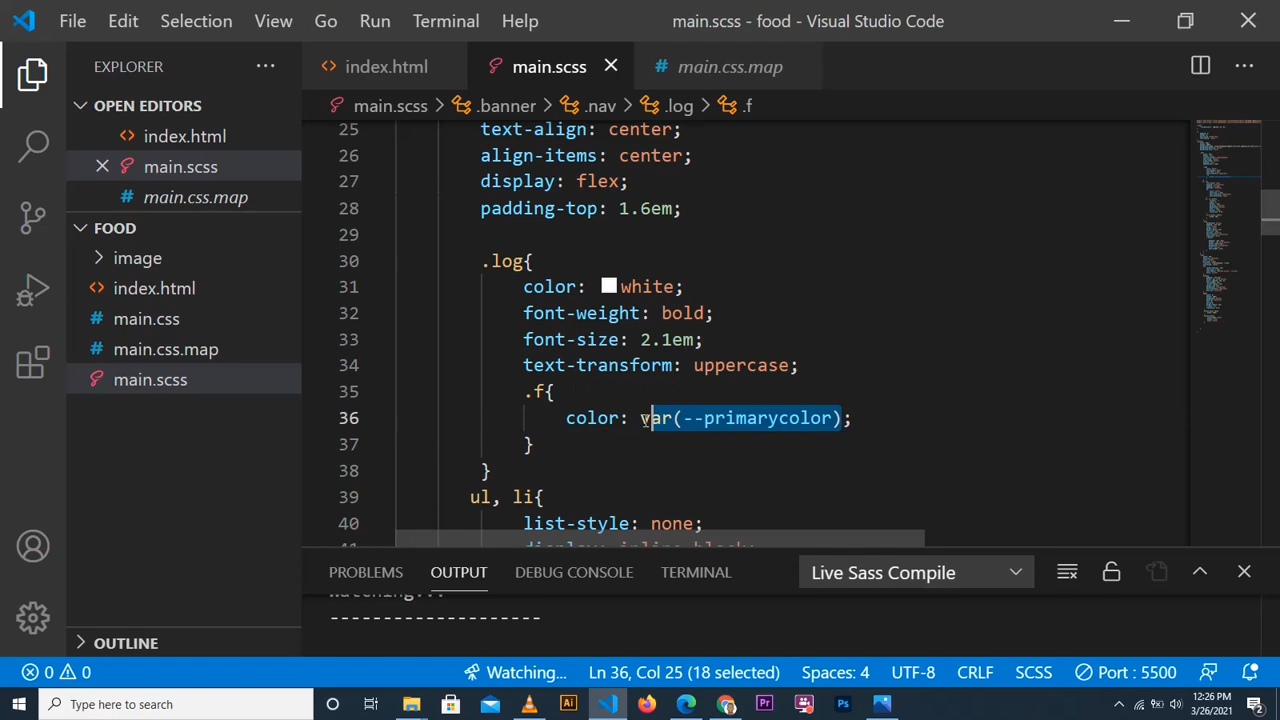 File Edit Selection View Go Run Terminal Help main.scss - food - Visual Studio Code
EXPLORER
index.html main.scss main.css.map
OPEN EDITORS
index.html
main.scss
main.css.map
FOOD
image
index.html
main.css
main.css.map
main.scss
OUTLINE
main.scss .banner .nav .log .f
25 text-align: center;
26 align-items: center;
27 display: flex;
28 padding-top: 1.6em;
29
30 .log{
31 color: white;
32 font-weight: bold;
33 font-size: 2.1em;
34 text-transform: uppercase;
35 .f{
36 color: var(--primarycolor);
37 }
38 }
39 ul, li{
40 list-style: none;
41 display: inline-block;
PROBLEMS OUTPUT DEBUG CONSOLE TERMINAL Live Sass Compile
Watching...
--------------------
0 0 Watching... Ln 36, Col 25 (18 selected) Spaces: 4 UTF-8 CRLF SCSS Port : 5500
Type here to search
12:26 PM
3/26/2021
2